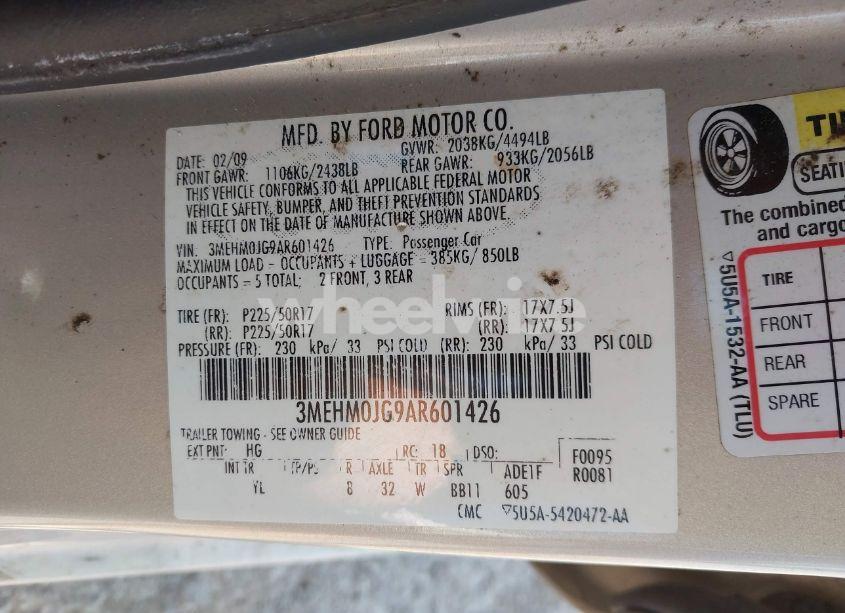 MFD. BY FORD MOTOR CO.
DATE: 02/09 GVWR: 2038KG/4494LB
FRONT GAWR: 1106KG/2438LB REAR GAWR: 933KG/2056LB
THIS VEHICLE CONFORMS TO ALL APPLICABLE FEDERAL MOTOR
VEHICLE SAFETY, BUMPER, AND THEFT PREVENTION STANDARDS
IN EFFECT ON THE DATE OF MANUFACTURE SHOWN ABOVE.
VIN: 3MEHM0JG9AR601426 TYPE: Passenger Car
MAXIMUM LOAD = OCCUPANTS + LUGGAGE = 385KG/ 850LB
OCCUPANTS = 5 TOTAL: 2 FRONT, 3 REAR
wheelvie
TIRE (FR): P225/50R17 RIMS (FR): 17X7.5J
(RR): P225/50R17 (RR): 17X7.5J
PRESSURE (FR): 230 kPa/ 33 PSI COLD (RR): 230 kPa/ 33 PSI COLD
3MEHM0JG9AR601426
TRAILER TOWING - SEE OWNER GUIDE
EXT PNT: HG RC: 18 DSO: F0095
INT TR TP/PS R AXLE TR SPR ADE1F R0081
YL 8 32 W BB11 605
CMC ▽5U5A-5420472-AA
TI
SEATI
The combined
and cargo
TIRE
FRONT
REAR
SPARE
▽5U5A-1532-AA (TLU)